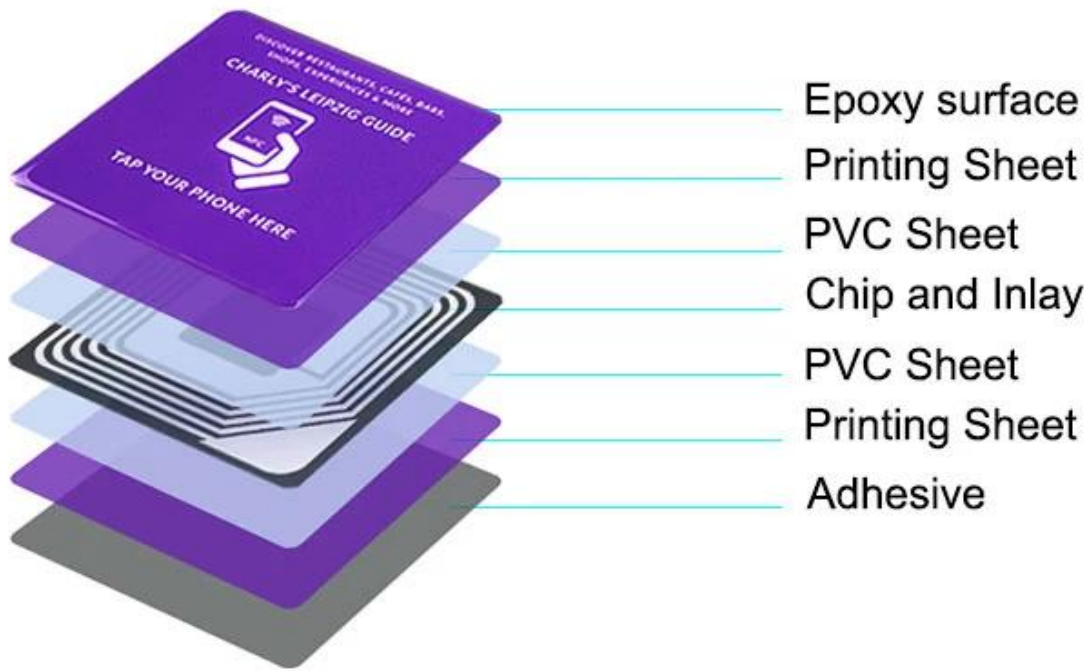 DISCOVER RESTAURANTS, CAFES, BARS,
SHOPS, EXPERIENCES & MORE
CHARLY'S LEIPZIG GUIDE
NFC
TAP YOUR PHONE HERE
Epoxy surface
Printing Sheet
PVC Sheet
Chip and Inlay
PVC Sheet
Printing Sheet
Adhesive